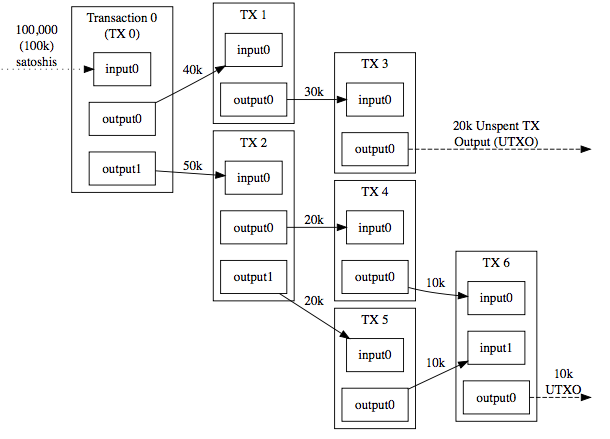 100,000
(100k)
satoshis
Transaction 0
(TX 0)
input0
output0
output1
40k
50k
TX 1
input0
output0
30k
TX 2
input0
output0
output1
20k
20k
TX 3
input0
output0
20k Unspent TX
Output (UTXO)
TX 4
input0
output0
10k
TX 5
input0
output0
10k
TX 6
input0
input1
output0
10k
UTXO